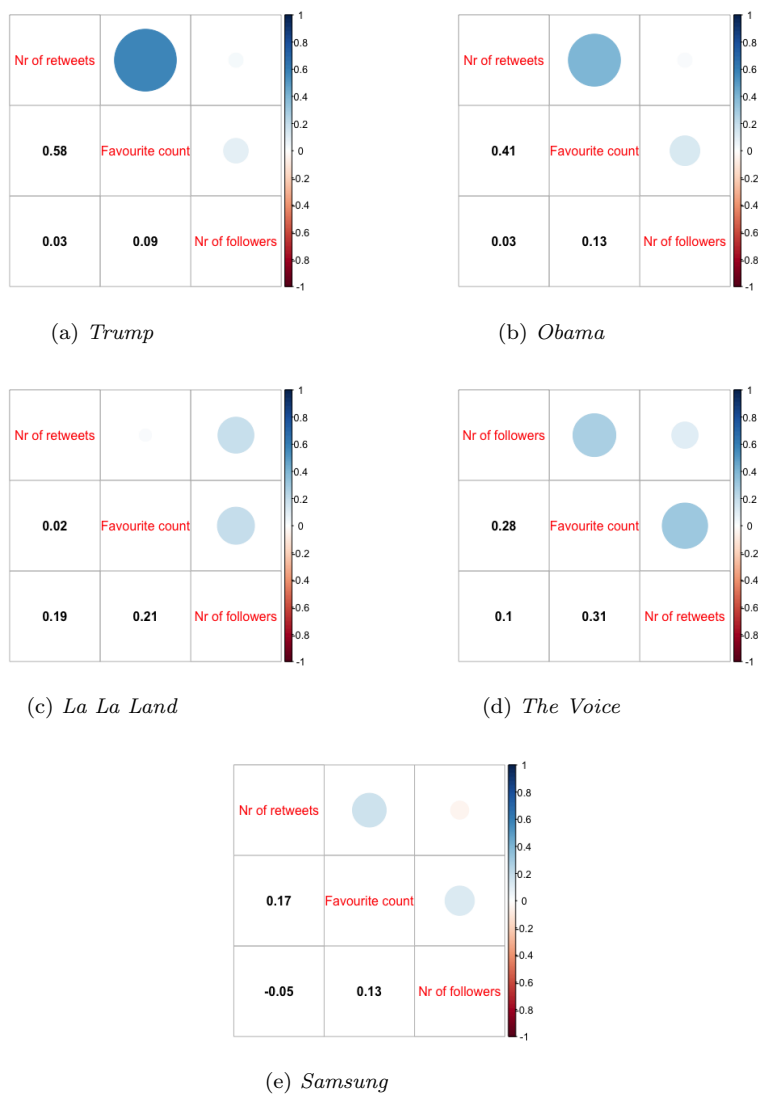 Nr of retweets
0.58 Favourite count
0.03 0.09 Nr of followers
1
0.8
0.6
0.4
0.2
0
-0.2
-0.4
-0.6
-0.8
-1
(a) Trump
Nr of retweets
0.41 Favourite count
0.03 0.13 Nr of followers
1
0.8
0.6
0.4
0.2
0
-0.2
-0.4
-0.6
-0.8
-1
(b) Obama
Nr of retweets
0.02 Favourite count
0.19 0.21 Nr of followers
1
0.8
0.6
0.4
0.2
0
-0.2
-0.4
-0.6
-0.8
-1
(c) La La Land
Nr of followers
0.28 Favourite count
0.1 0.31 Nr of retweets
1
0.8
0.6
0.4
0.2
0
-0.2
-0.4
-0.6
-0.8
-1
(d) The Voice
Nr of retweets
0.17 Favourite count
-0.05 0.13 Nr of followers
1
0.8
0.6
0.4
0.2
0
-0.2
-0.4
-0.6
-0.8
-1
(e) Samsung